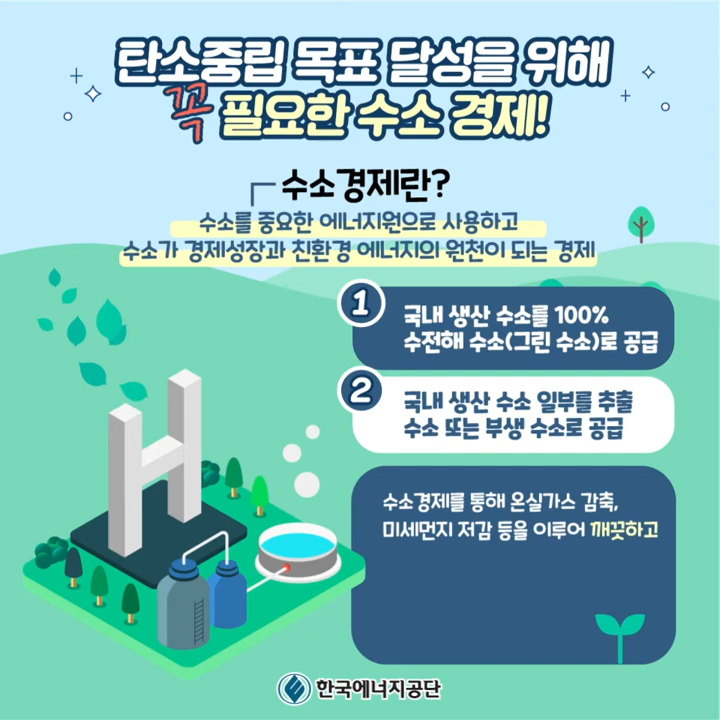 탄소중립 목표 달성을 위해
꼭 필요한 수소 경제!
수소경제란?
수소를 중요한 에너지원으로 사용하고
수소가 경제성장과 친환경 에너지의 원천이 되는 경제
1
국내 생산 수소를 100%
수전해 수소(그린 수소)로 공급
2
국내 생산 수소 일부를 추출
수소 또는 부생 수소로 공급
수소경제를 통해 온실가스 감축,
미세먼지 저감 등을 이루어 깨끗하고
H
한국에너지공단